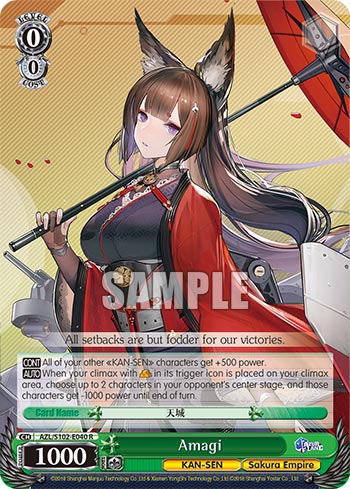 0
LEVEL
0
COST
SAMPLE
All setbacks are but fodder for our victories.
CONT All of your other «KAN-SEN» characters get +500 power.
AUTO When your climax with in its trigger icon is placed on your climax
area, choose up to 2 characters in your opponent's center stage, and those
characters get -1000 power until end of turn.
Card Name 天城
CH AZL/S102-E040 R
POWER 1000
Amagi
KAN-SEN Sakura Empire